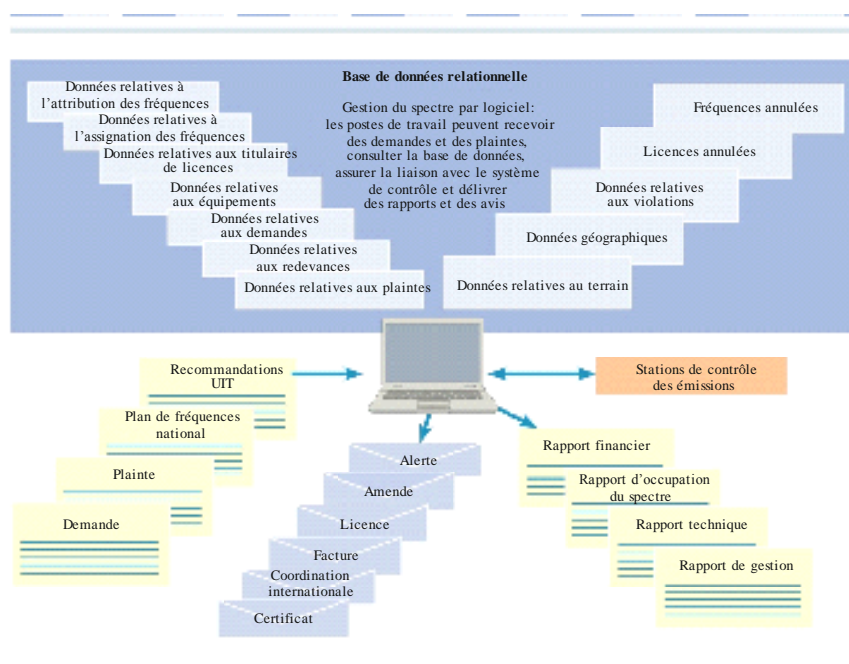 Base de données relationnelle
Données relatives à
l'attribution des fréquences
Données relatives à
l'assignation des fréquences
Données relatives aux titulaires
de licences
Données relatives
aux équipements
Données relatives
aux demandes
Données relatives
aux redevances
Données relatives aux plaintes
Gestion du spectre par logiciel:
les postes de travail peuvent recevoir
des demandes et des plaintes,
consulter la base de données,
assurer la liaison avec le système
de contrôle et délivrer
des rapports et des avis
Fréquences annulées
Licences annulées
Données relatives
aux violations
Données géographiques
Données relatives au terrain
Recommandations
UIT
Plan de fréquences
national
Plainte
Demande
Stations de contrôle
des émissions
Alerte
Amende
Licence
Facture
Coordination
internationale
Certificat
Rapport financier
Rapport d'occupation
du spectre
Rapport technique
Rapport de gestion